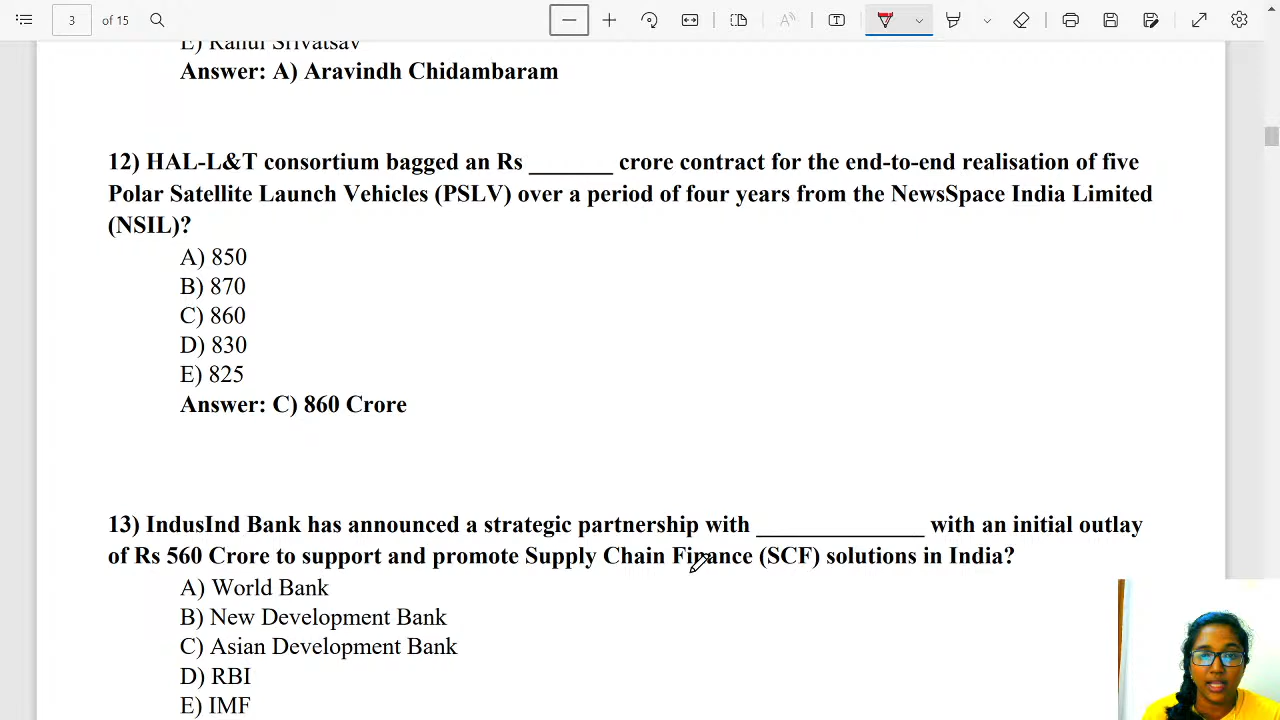 3 of 15
E) Rahul Srivatsav
Answer: A) Aravindh Chidambaram
12) HAL-L&T consortium bagged an Rs _______ crore contract for the end-to-end realisation of five
Polar Satellite Launch Vehicles (PSLV) over a period of four years from the NewsSpace India Limited
(NSIL)?
A) 850
B) 870
C) 860
D) 830
E) 825
Answer: C) 860 Crore
13) IndusInd Bank has announced a strategic partnership with ______________ with an initial outlay
of Rs 560 Crore to support and promote Supply Chain Finance (SCF) solutions in India?
A) World Bank
B) New Development Bank
C) Asian Development Bank
D) RBI
E) IMF